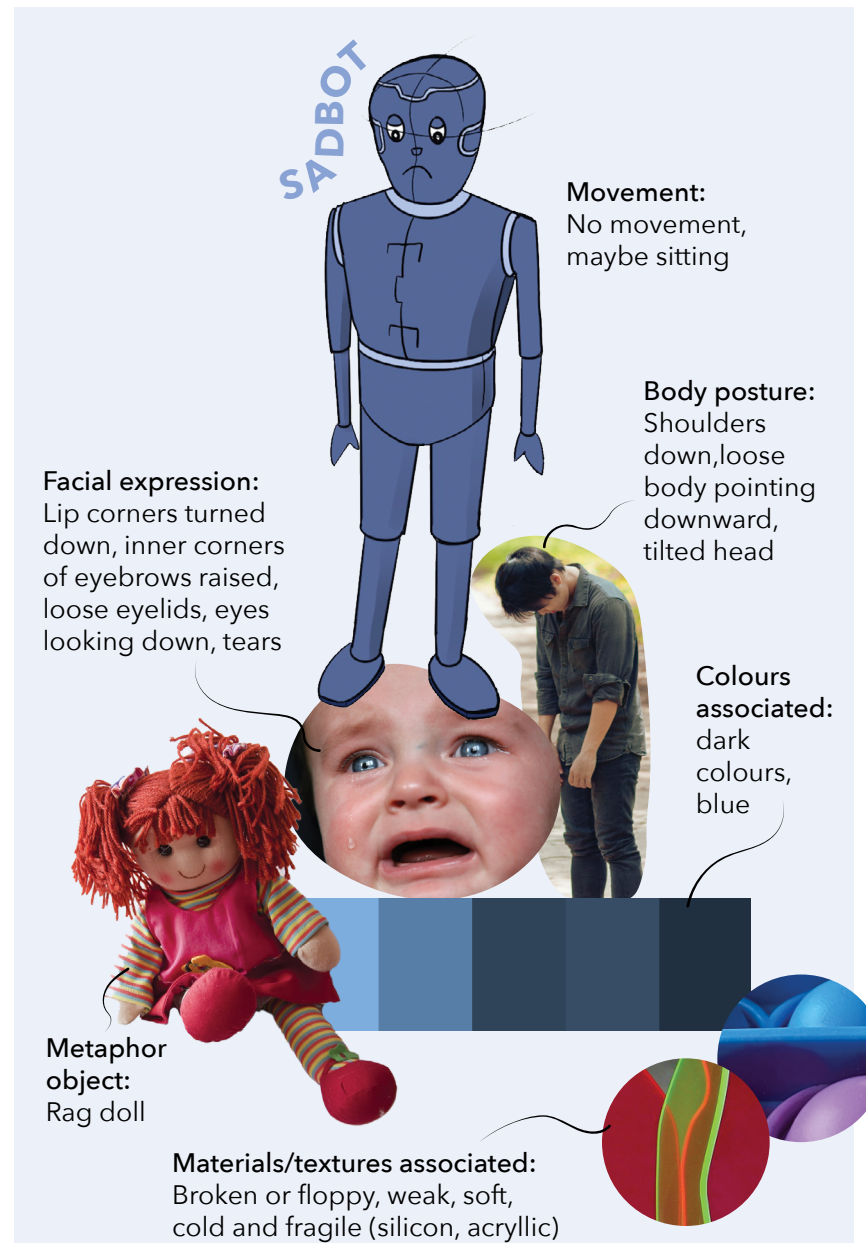 SADBOT
Movement:
No movement,
maybe sitting
Body posture:
Shoulders
down,loose
body pointing
downward,
tilted head
Facial expression:
Lip corners turned
down, inner corners
of eyebrows raised,
loose eyelids, eyes
looking down, tears
Colours
associated:
dark
colours,
blue
Metaphor
object:
Rag doll
Materials/textures associated:
Broken or floppy, weak, soft,
cold and fragile (silicon, acryllic)